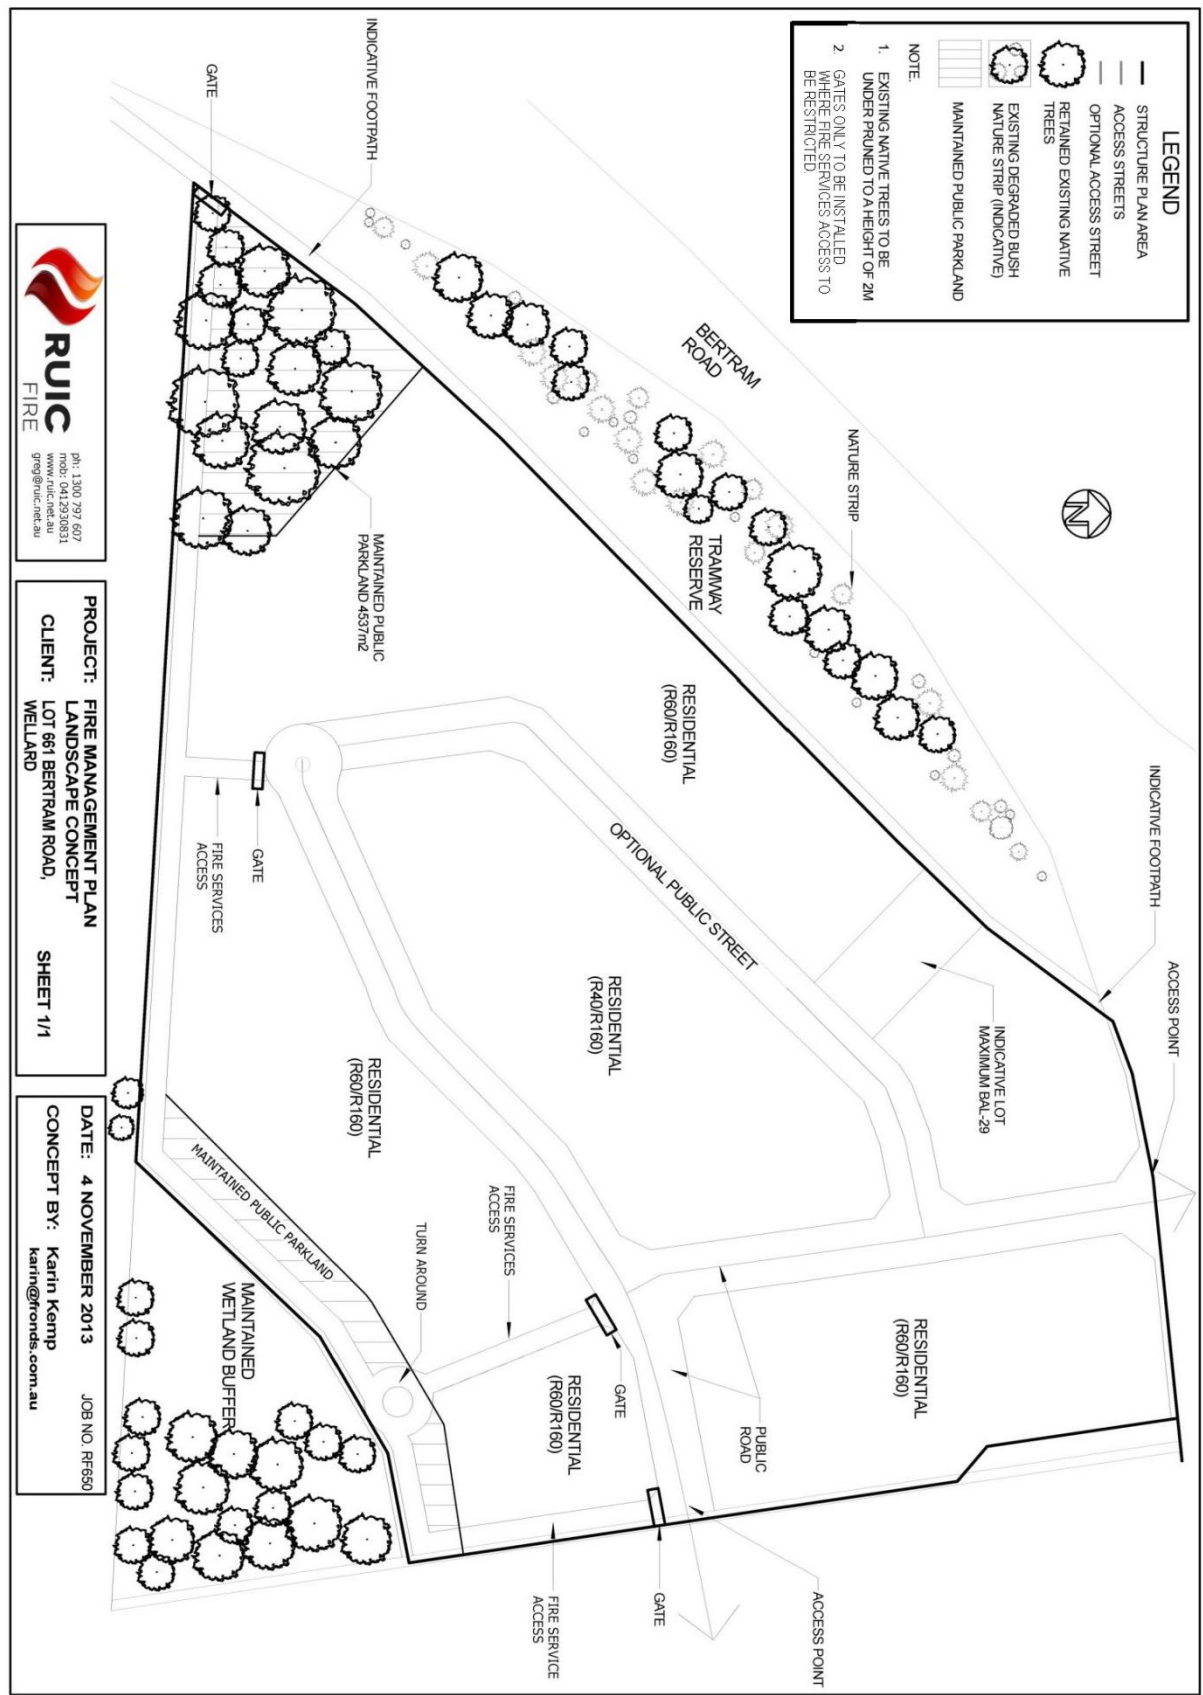 LEGEND
STRUCTURE PLAN AREA
ACCESS STREETS
OPTIONAL ACCESS STREET
RETAINED EXISTING NATIVE
TREES
EXISTING DEGRADED BUSH
NATURE STRIP (INDICATIVE)
MAINTAINED PUBLIC PARKLAND
NOTE.
1. EXISTING NATIVE TREES TO BE
UNDER PRUNED TO A HEIGHT OF 2M
2. GATES ONLY TO BE INSTALLED
WHERE FIRE SERVICES ACCESS TO
BE RESTRICTED.
N
BERTRAM
ROAD
NATURE STRIP
TRAMWAY
RESERVE
INDICATIVE FOOTPATH
GATE
MAINTAINED PUBLIC
PARKLAND 4537m2
RESIDENTIAL
(R60/R160)
INDICATIVE FOOTPATH
ACCESS POINT
INDICATIVE LOT
MAXIMUM BAL-29
OPTIONAL PUBLIC STREET
RESIDENTIAL
(R40/R160)
RESIDENTIAL
(R60/R160)
PUBLIC
ROAD
GATE
FIRE SERVICES
ACCESS
RESIDENTIAL
(R60/R160)
FIRE SERVICES
ACCESS
GATE
RESIDENTIAL
(R60/R160)
ACCESS POINT
GATE
FIRE SERVICE
ACCESS
TURN AROUND
MAINTAINED PUBLIC PARKLAND
MAINTAINED
WETLAND BUFFER
RUIC
FIRE
ph: 1300 797 607
mob: 0412930831
www.ruic.net.au
greg@ruic.net.au
PROJECT: FIRE MANAGEMENT PLAN
LANDSCAPE CONCEPT
CLIENT: LOT 661 BERTRAM ROAD,
WELLARD
SHEET 1/1
DATE: 4 NOVEMBER 2013 JOB NO. RF650
CONCEPT BY: Karin Kemp
karin@fronds.com.au